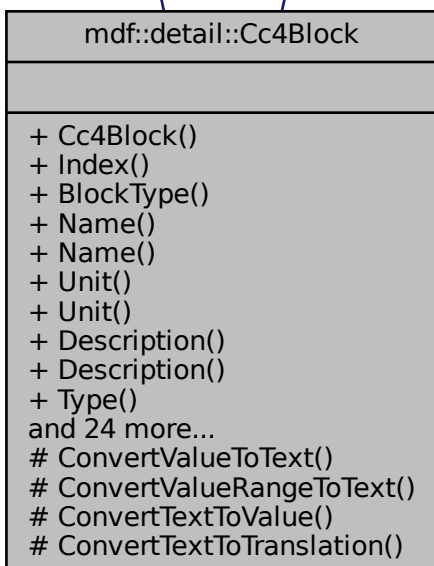 mdf::detail::Cc4Block
+ Cc4Block()
+ Index()
+ BlockType()
+ Name()
+ Name()
+ Unit()
+ Unit()
+ Description()
+ Description()
+ Type()
and 24 more...
# ConvertValueToText()
# ConvertValueRangeToText()
# ConvertTextToValue()
# ConvertTextToTranslation()